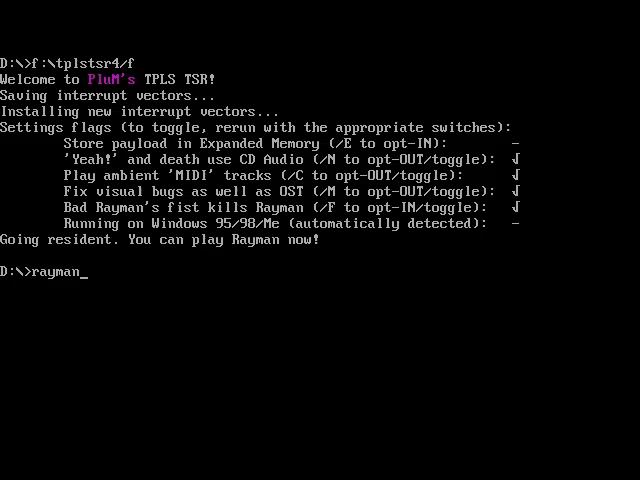 D:\>f:\tplstsr4/f
Welcome to PluM's TPLS TSR!
Saving interrupt vectors...
Installing new interrupt vectors...
Settings flags (to toggle, rerun with the appropriate switches):
Store payload in Expanded Memory (/E to opt-IN): -
'Yeah!' and death use CD Audio (/N to opt-OUT/toggle): √
Play ambient 'MIDI' tracks (/C to opt-OUT/toggle): √
Fix visual bugs as well as OST (/M to opt-OUT/toggle): √
Bad Rayman's fist kills Rayman (/F to opt-IN/toggle): √
Running on Windows 95/98/Me (automatically detected): -
Going resident. You can play Rayman now!
D:\>rayman_